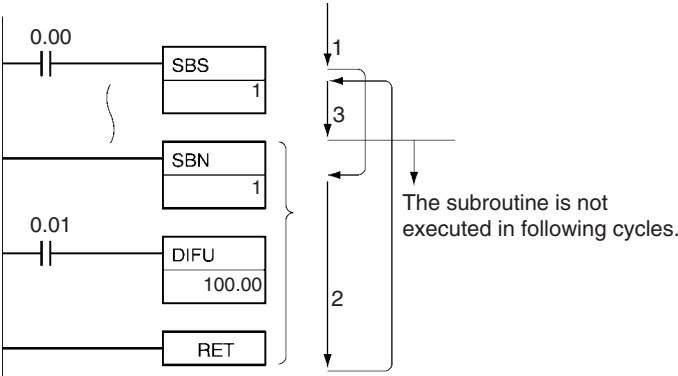 0.00
SBS
1
1
3
SBN
1
The subroutine is not
executed in following cycles.
0.01
DIFU
100.00
2
RET